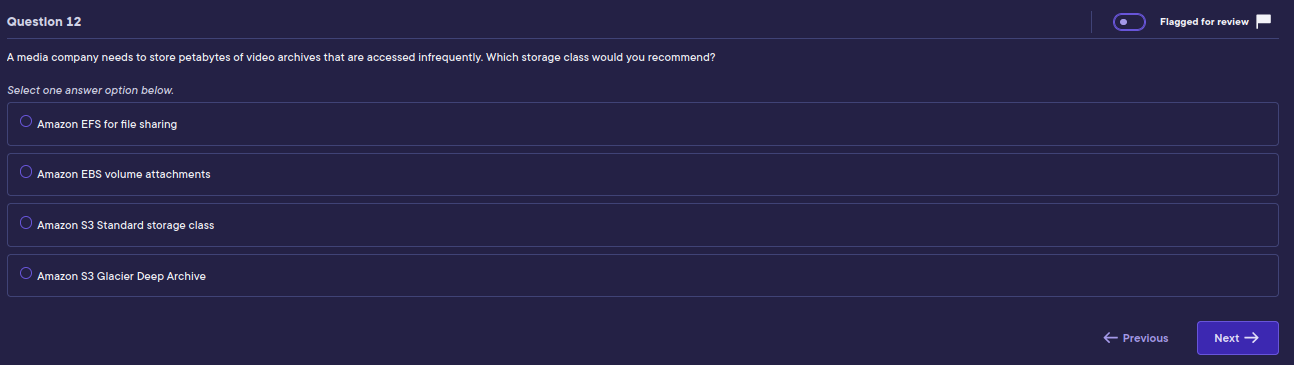 Question 12
Flagged for review
A media company needs to store petabytes of video archives that are accessed infrequently. Which storage class would you recommend?
Select one answer option below.
Amazon EFS for file sharing
Amazon EBS volume attachments
Amazon S3 Standard storage class
Amazon S3 Glacier Deep Archive
Previous
Next